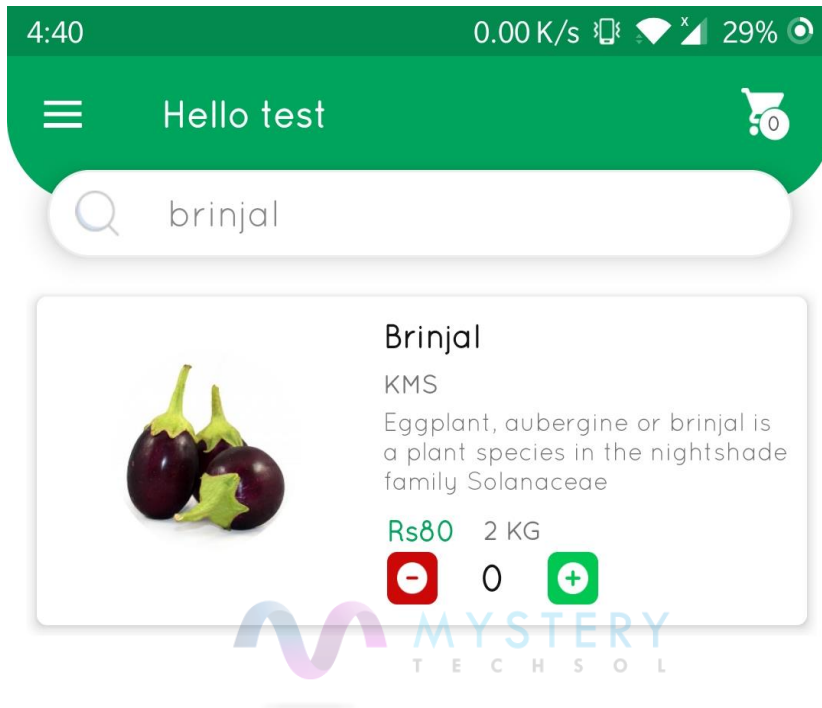 4:40 0.00 K/s x 29%
Hello test
0
brinjal
Brinjal
KMS
Eggplant, aubergine or brinjal is
a plant species in the nightshade
family Solanaceae
Rs80 2 KG
0
MYSTERY
TECHSOL